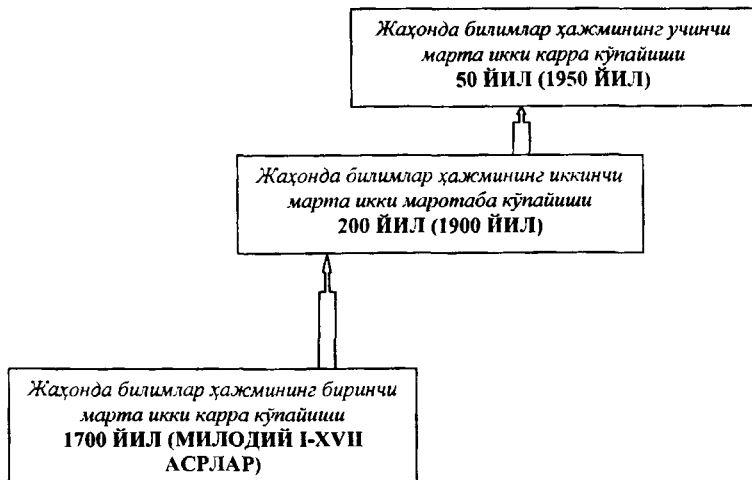 Жаҳонда билимлар ҳажмининг учинчи
марта икки карра кўпайиши
50 ЙИЛ (1950 ЙИЛ)
Жаҳонда билимлар ҳажмининг иккинчи
марта икки маротаба кўпайиши
200 ЙИЛ (1900 ЙИЛ)
Жаҳонда билимлар ҳажмининг биринчи
марта икки карра кўпайиши
1700 ЙИЛ (МИЛОДИЙ I-XVII
АСРЛАР)